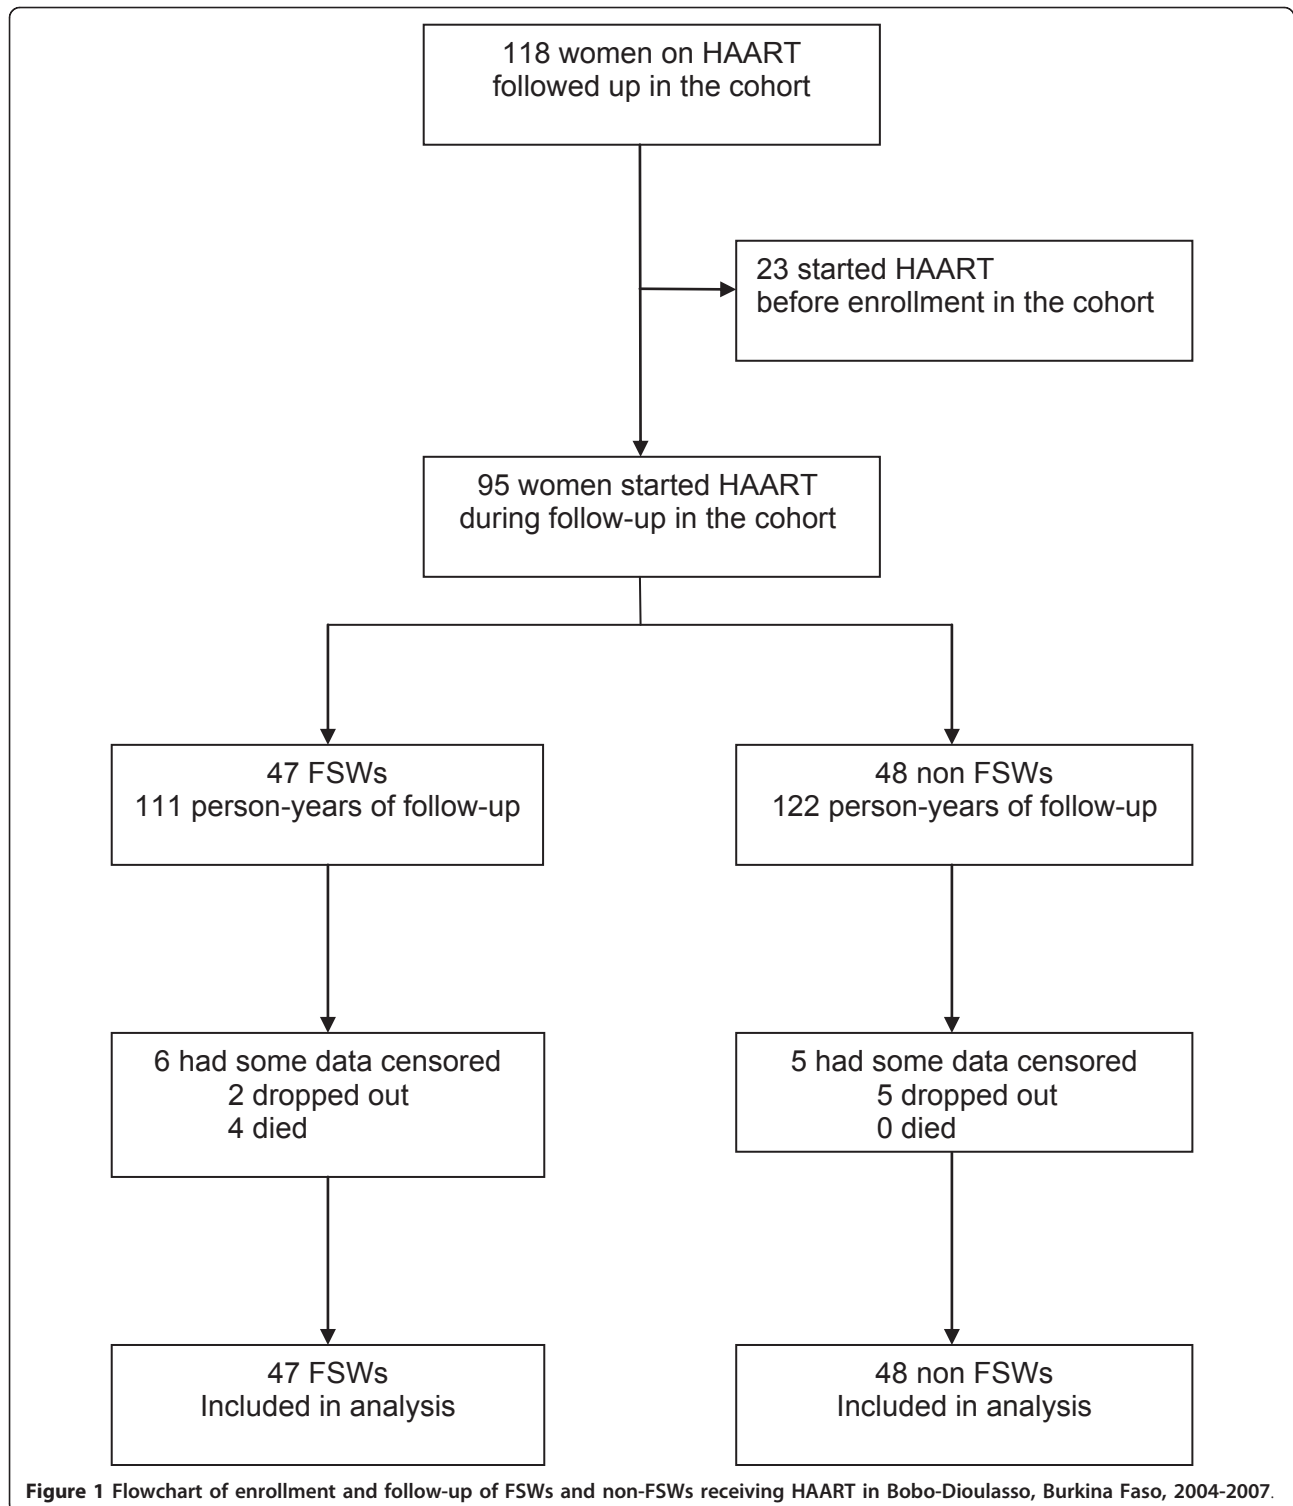 118 women on HAART
followed up in the cohort
23 started HAART
before enrollment in the cohort
95 women started HAART
during follow-up in the cohort
47 FSWs
111 person-years of follow-up
48 non FSWs
122 person-years of follow-up
6 had some data censored
2 dropped out
4 died
5 had some data censored
5 dropped out
0 died
47 FSWs
Included in analysis
48 non FSWs
Included in analysis
Figure 1 Flowchart of enrollment and follow-up of FSWs and non-FSWs receiving HAART in Bobo-Dioulasso, Burkina Faso, 2004-2007.